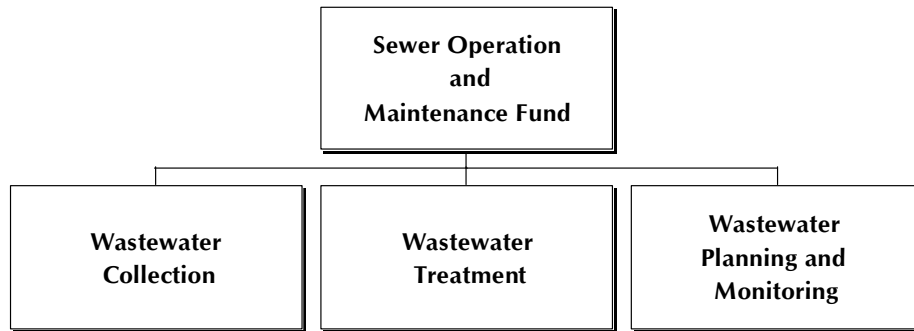 Sewer Operation
and
Maintenance Fund
Wastewater
Collection
Wastewater
Treatment
Wastewater
Planning and
Monitoring